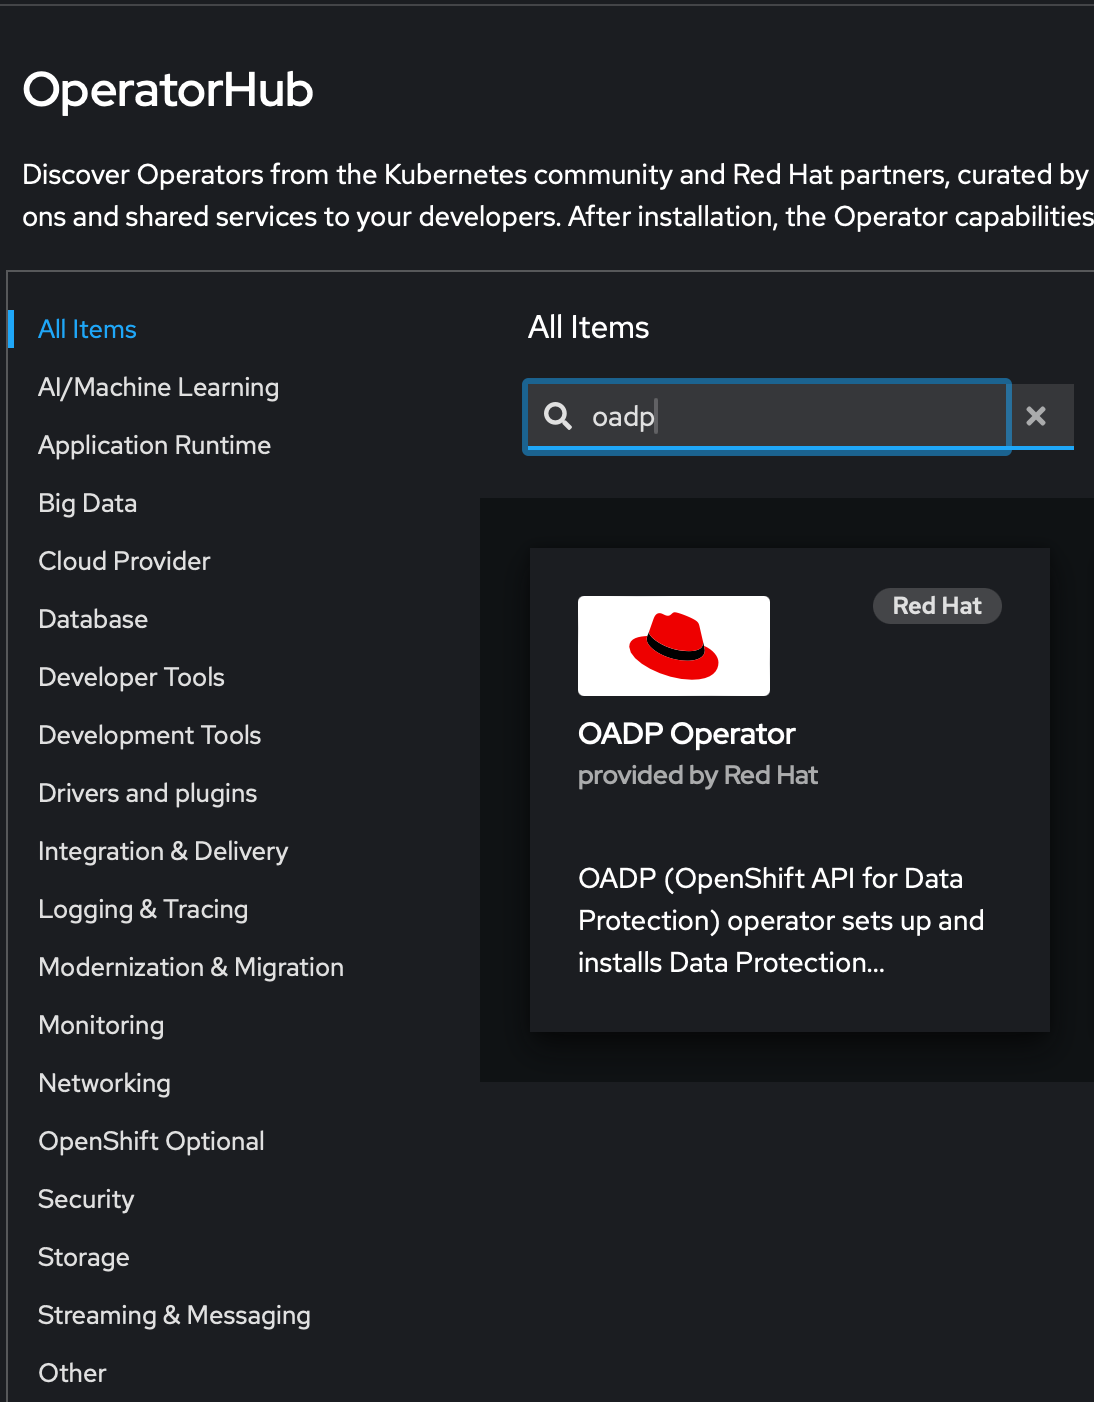 OperatorHub
Discover Operators from the Kubernetes community and Red Hat partners, curated by
ons and shared services to your developers. After installation, the Operator capabilities
All Items
AI/Machine Learning
Application Runtime
Big Data
Cloud Provider
Database
Developer Tools
Development Tools
Drivers and plugins
Integration & Delivery
Logging & Tracing
Modernization & Migration
Monitoring
Networking
OpenShift Optional
Security
Storage
Streaming & Messaging
Other
All Items
oadp
Red Hat
OADP Operator
provided by Red Hat
OADP (OpenShift API for Data
Protection) operator sets up and
installs Data Protection...